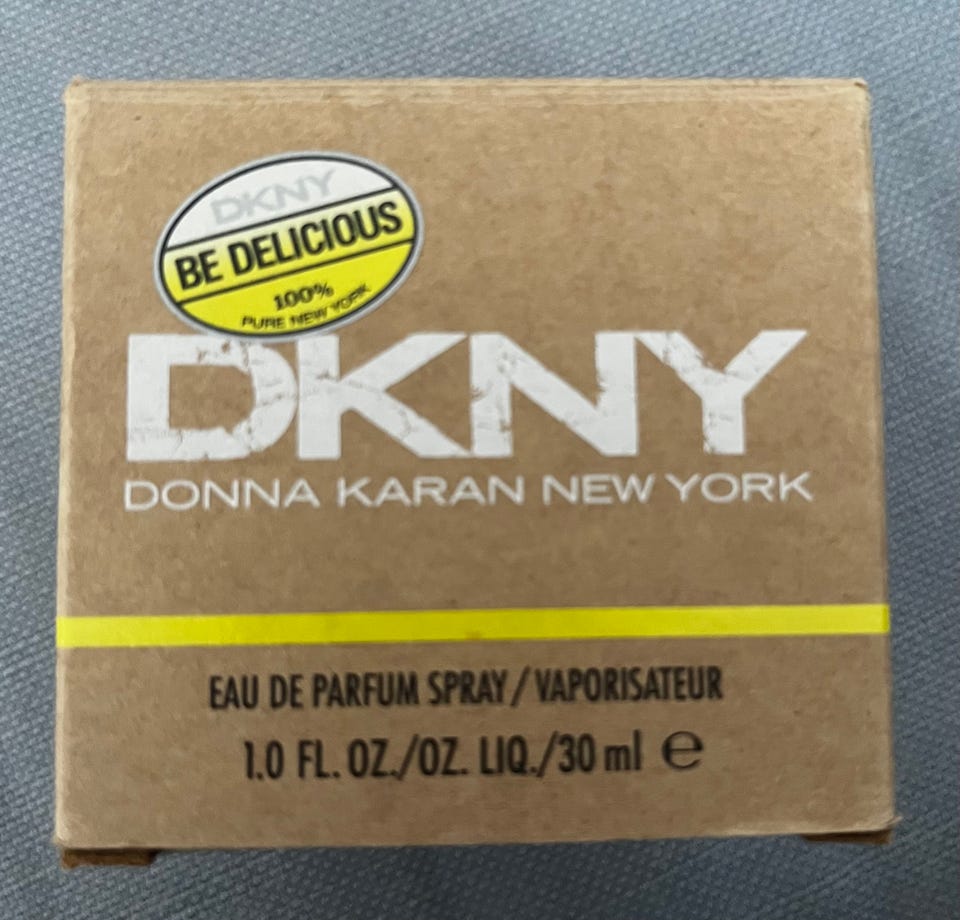 DKNY
BE DELICIOUS
100%
PURE NEW YORK
DKNY
DONNA KARAN NEW YORK
EAU DE PARFUM SPRAY/VAPORISATEUR
1.0 FL. OZ./OZ. LIQ./30 ml ℮